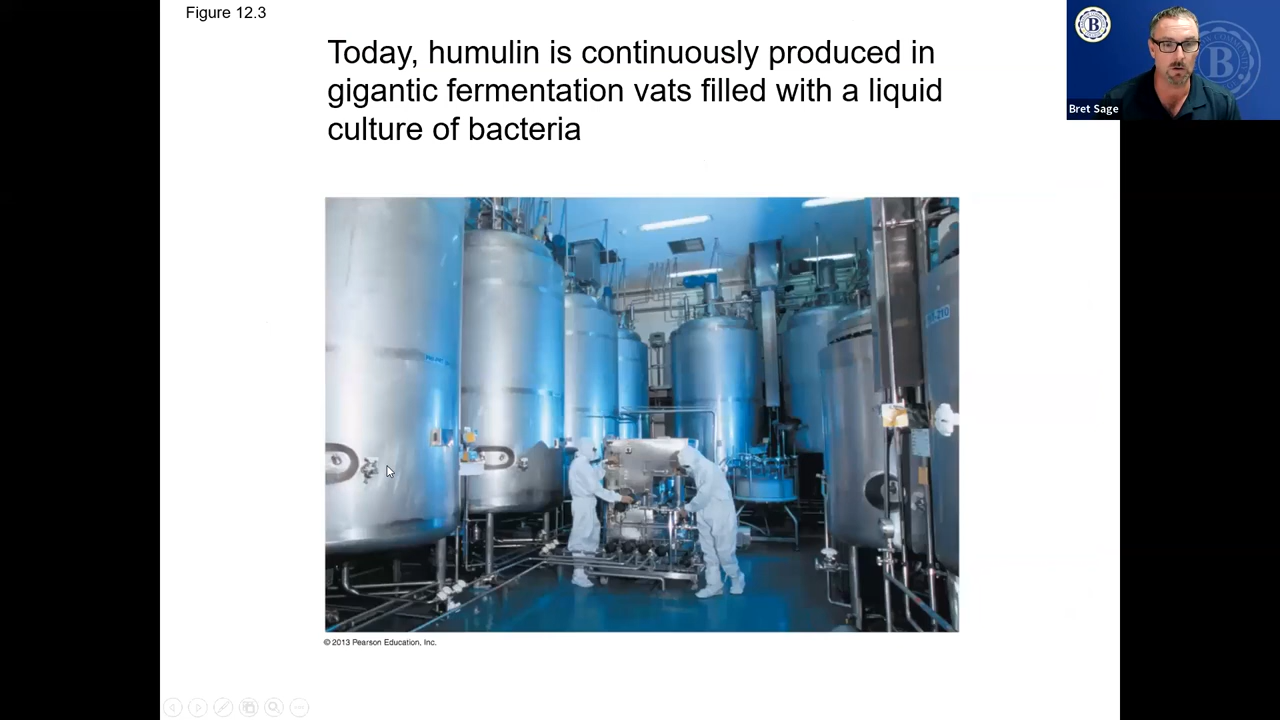 Figure 12.3
Today, humulin is continuously produced in
gigantic fermentation vats filled with a liquid
culture of bacteria
B
Bret Sage
© 2013 Pearson Education, Inc.